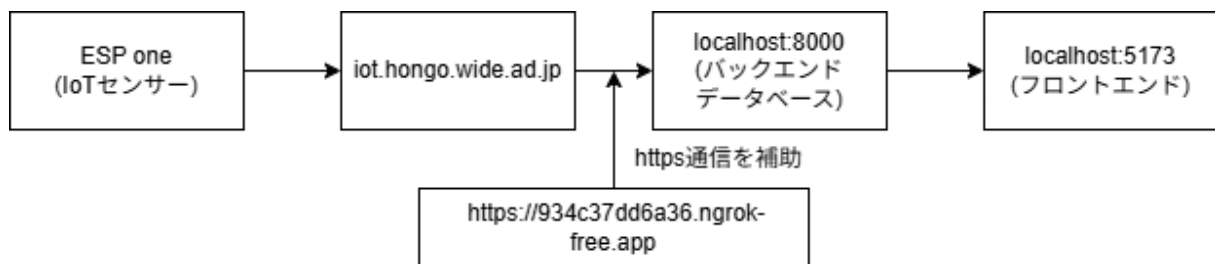 ESP one
(IoTセンサー)
iot.hongo.wide.ad.jp
localhost:8000
(バックエンド
データベース)
localhost:5173
(フロントエンド)
https通信を補助
https://934c37dd6a36.ngrok-
free.app